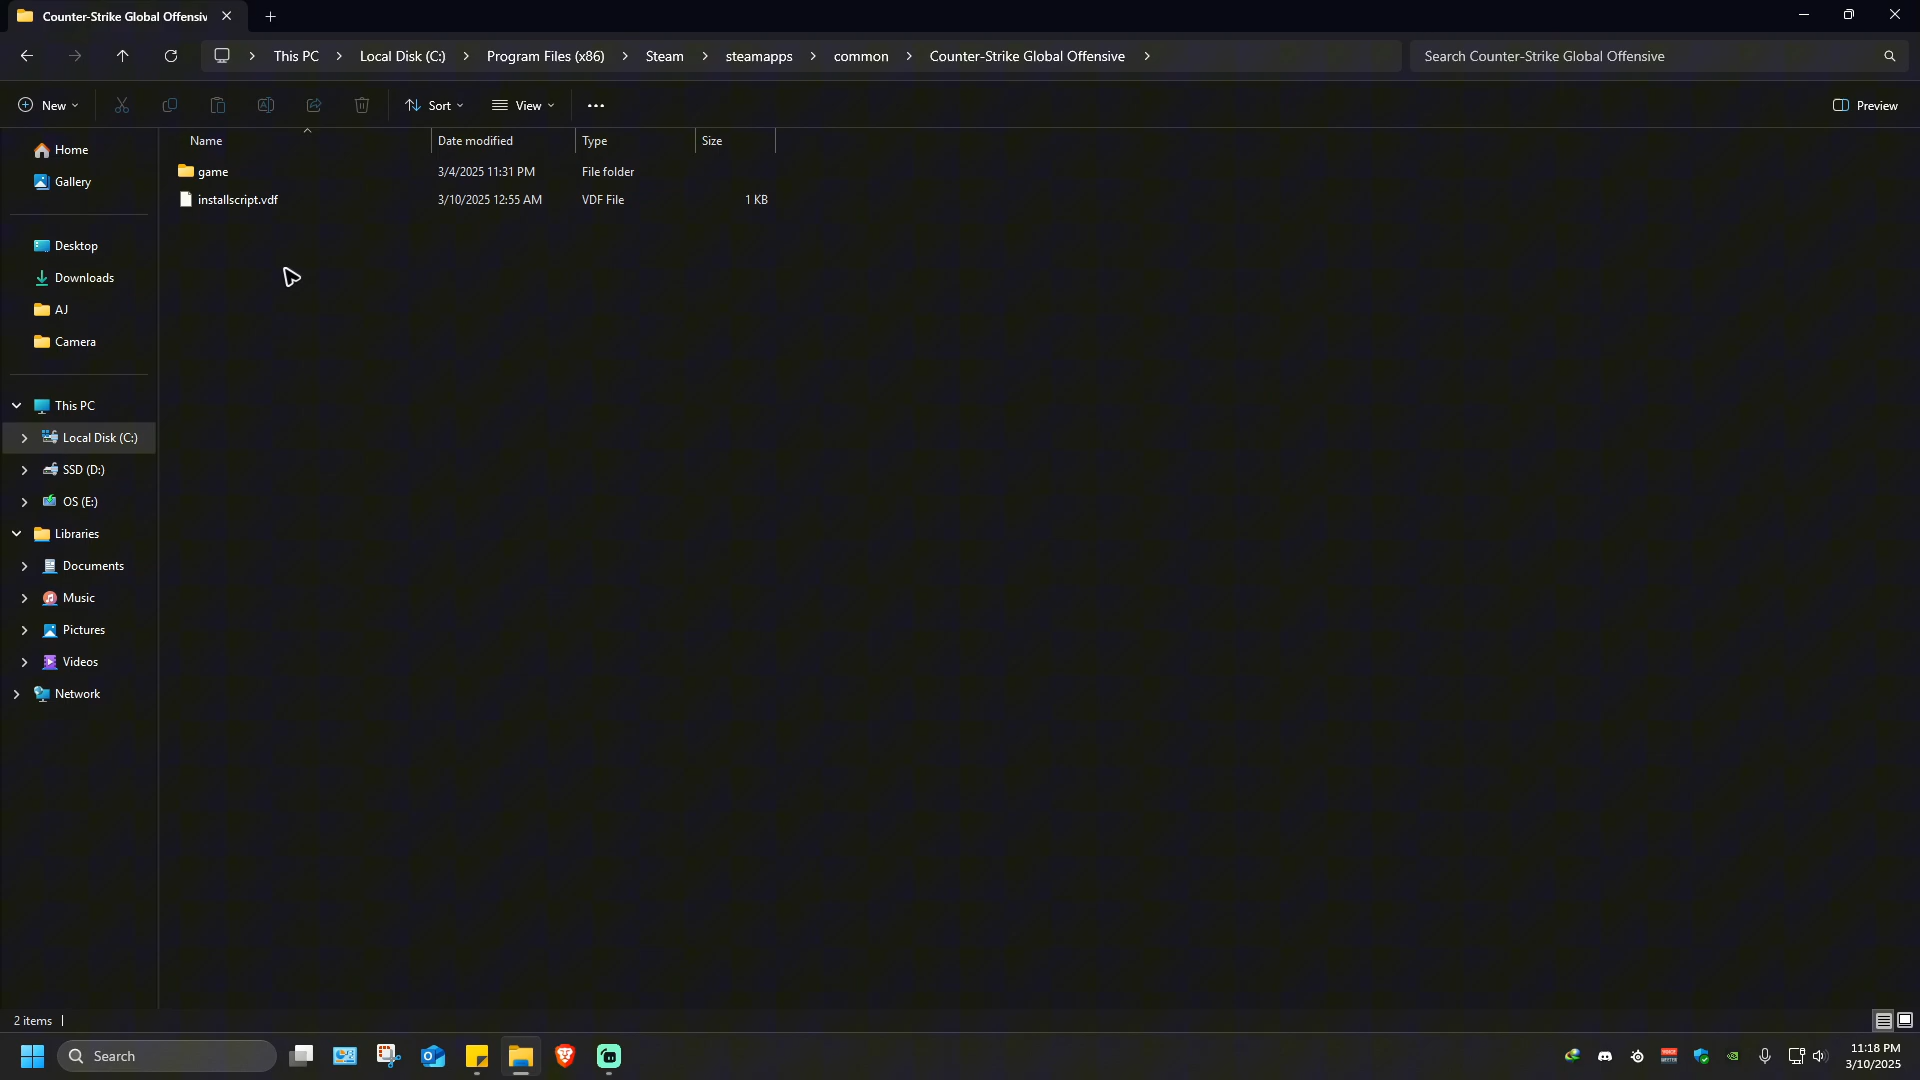 Counter-Strike Global Offensiv
This PC > Local Disk (C:) > Program Files (x86) > Steam > steamapps > common > Counter-Strike Global Offensive >
Search Counter-Strike Global Offensive
New
Sort
View
Preview
Name Date modified Type Size
game 3/4/2025 11:31 PM File folder
installscript.vdf 3/10/2025 12:55 AM VDF File 1 KB
Home
Gallery
Desktop
Downloads
AJ
Camera
This PC
Local Disk (C:)
SSD (D:)
OS (E:)
Libraries
Documents
Music
Pictures
Videos
Network
2 items
Search
11:18 PM
3/10/2025